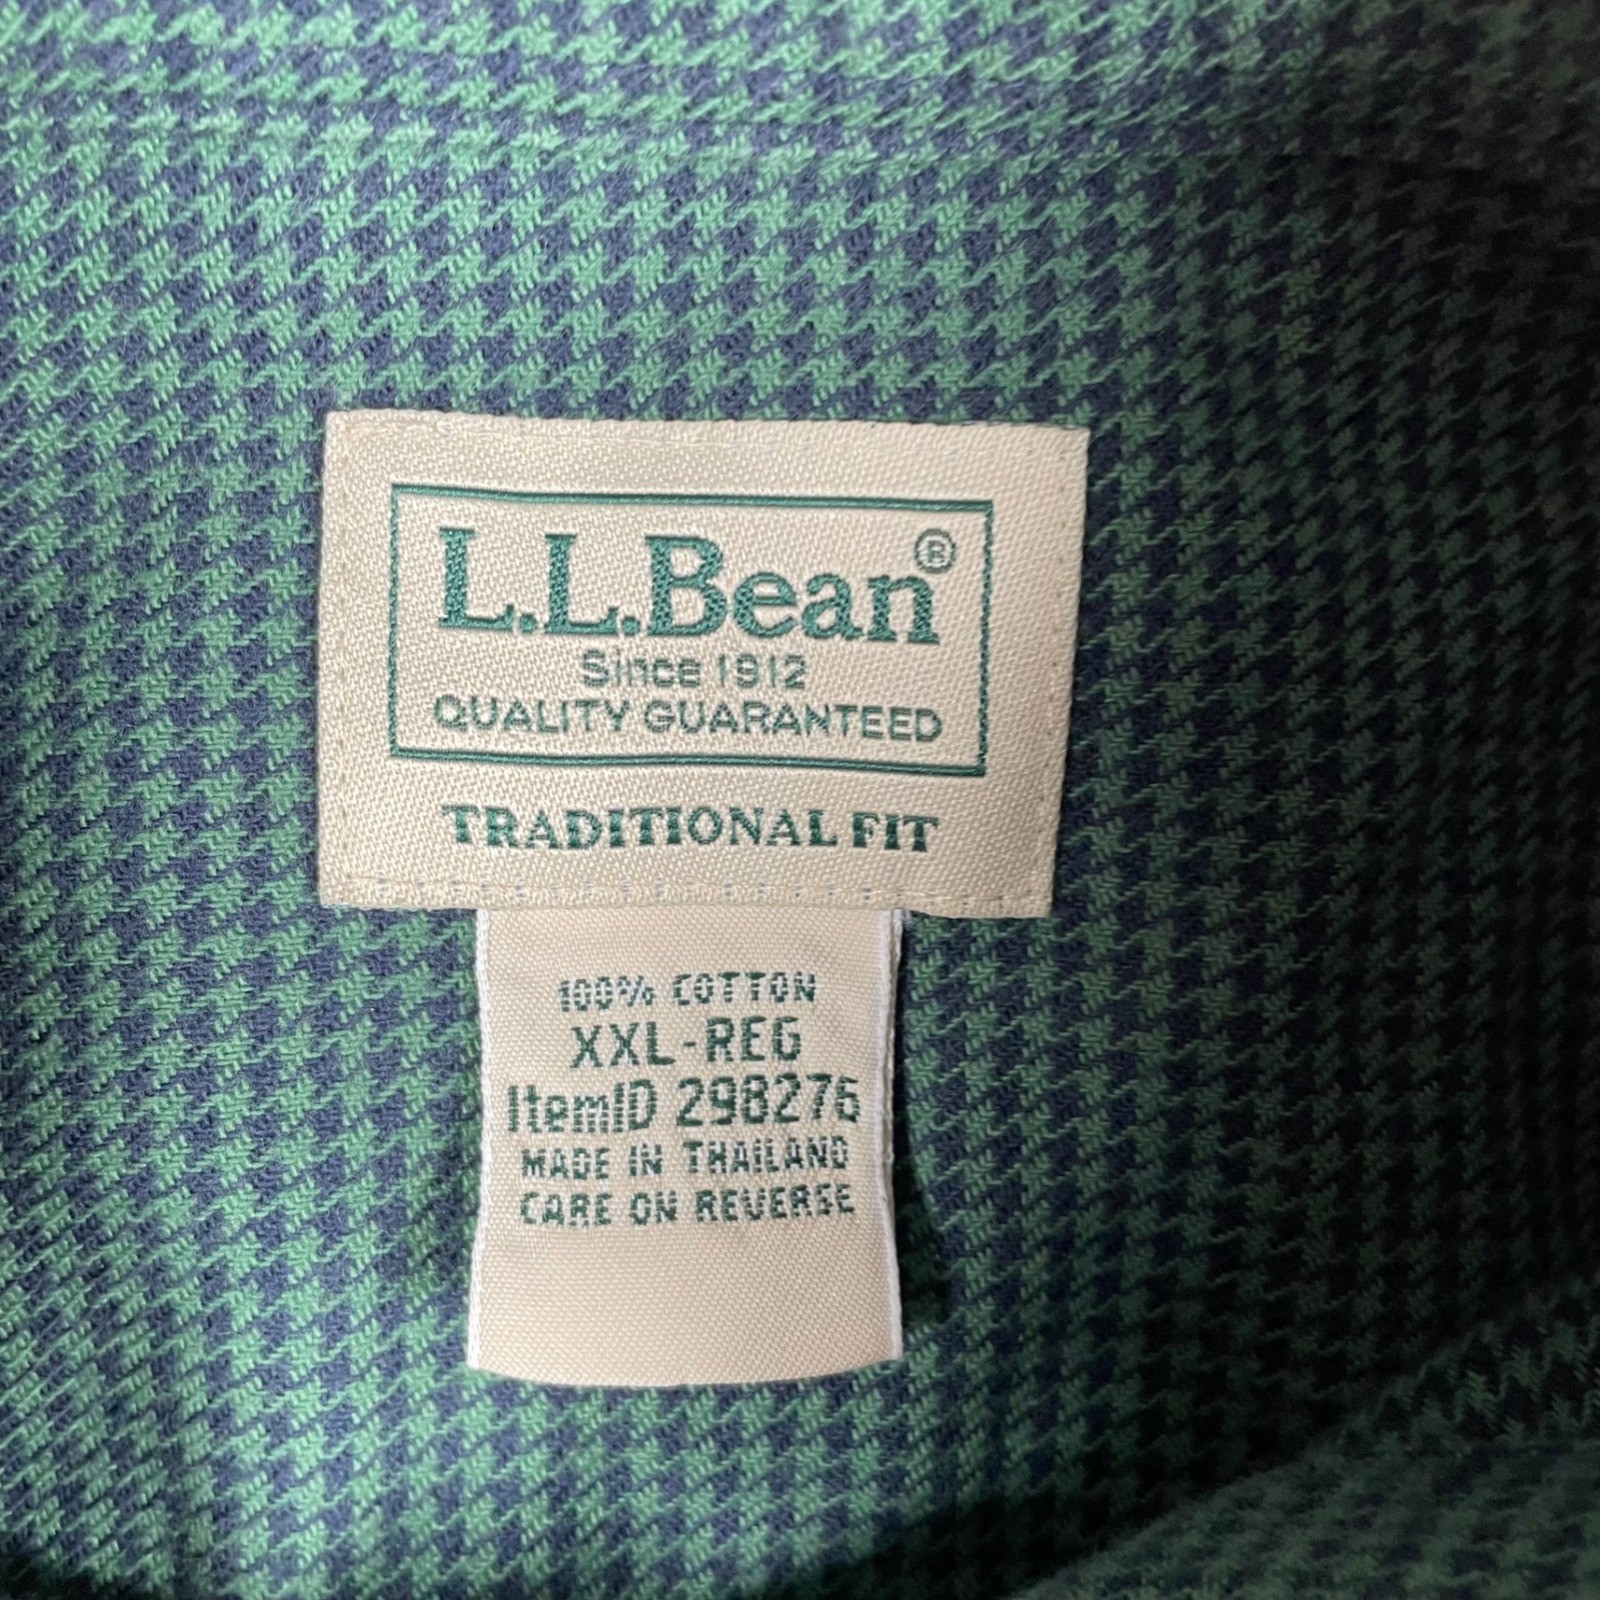 L.L.Bean®
Since 1912
QUALITY GUARANTEED
TRADITIONAL FIT
100% COTTON
XXL-REG
ItemID 298276
MADE IN THAILAND
CARE ON REVERSE